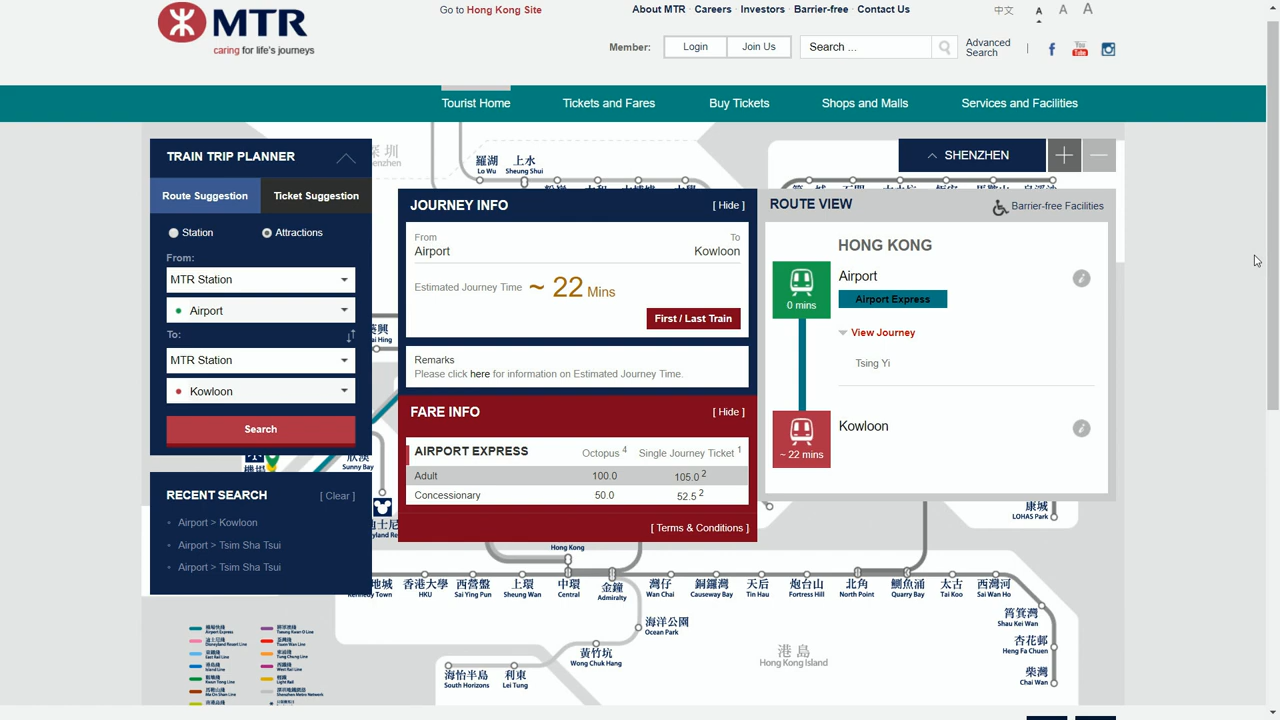 MTR
caring for life's journeys
Go to Hong Kong Site
About MTR · Careers · Investors · Barrier-free · Contact Us
中文 A A A
Member: Login Join Us Search ... Advanced Search
Tourist Home Tickets and Fares Buy Tickets Shops and Malls Services and Facilities
TRAIN TRIP PLANNER
Route Suggestion Ticket Suggestion
Station Attractions
From:
MTR Station
Airport
To:
MTR Station
Kowloon
Search
RECENT SEARCH [ Clear ]
Airport > Kowloon
Airport > Tsim Sha Tsui
Airport > Tsim Sha Tsui
JOURNEY INFO [ Hide ]
From To
Airport Kowloon
Estimated Journey Time ~ 22 Mins
First / Last Train
Remarks
Please click here for information on Estimated Journey Time.
FARE INFO [ Hide ]
AIRPORT EXPRESS Octopus 4 Single Journey Ticket 1
Adult 100.0 105.0 2
Concessionary 50.0 52.5 2
[ Terms & Conditions ]
SHENZHEN + −
ROUTE VIEW Barrier-free Facilities
HONG KONG
0 mins Airport
Airport Express
View Journey
Tsing Yi
~ 22 mins Kowloon
羅湖 上水
Lo Wu Sheung Shui
Sunny Bay
康城
LOHAS Park
Hong Kong
香港大學 西營盤 上環 中環 金鐘 灣仔 銅鑼灣 天后 炮台山 北角 鰂魚涌 太古 西灣河
HKU Sai Ying Pun Sheung Wan Central Admiralty Wan Chai Causeway Bay Tin Hau Fortress Hill North Point Quarry Bay Tai Koo Sai Wan Ho
筲箕灣
Shau Kei Wan
海洋公園
Ocean Park
杏花邨
Heng Fa Chuen
黃竹坑
Wong Chuk Hang
港島
Hong Kong Island
海怡半島 利東
South Horizons Lei Tung
柴灣
Chai Wan